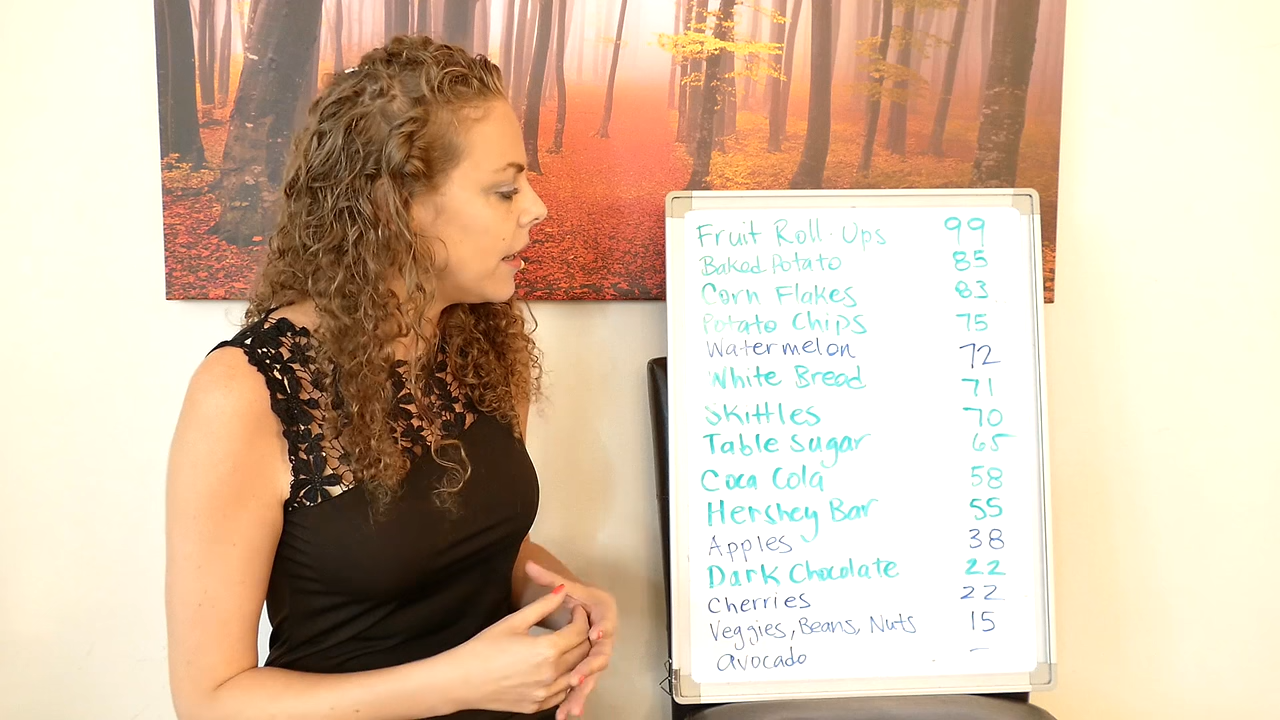 Fruit Roll-Ups 99
Baked Potato 85
Corn Flakes 83
Potato Chips 75
Watermelon 72
White Bread 71
Skittles 70
Table Sugar 65
Coca Cola 58
Hershey Bar 55
Apples 38
Dark Chocolate 22
Cherries 22
Veggies, Beans, Nuts 15
avocado –